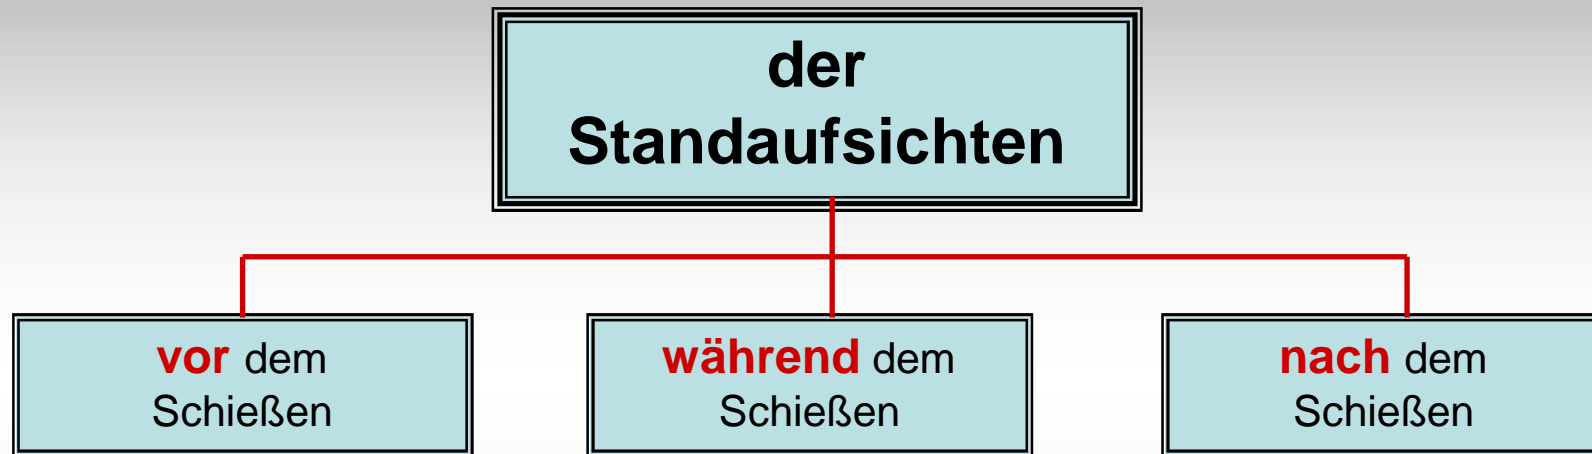 der
Standaufsichten
vor dem
Schießen
während dem
Schießen
nach dem
Schießen